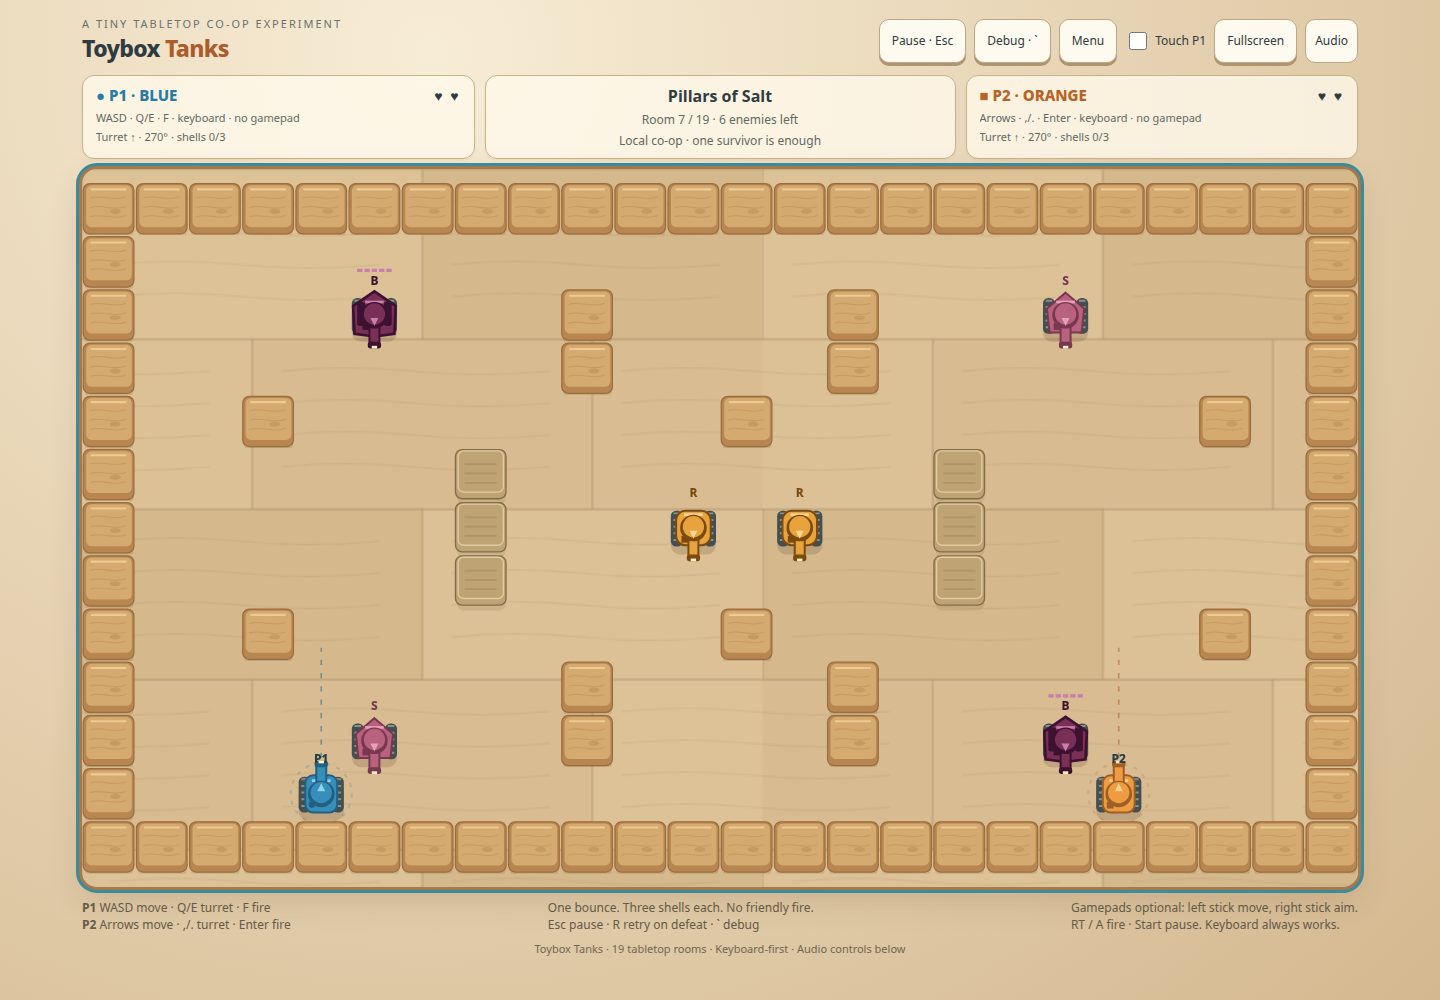 A TINY TABLETOP CO-OP EXPERIMENT
Toybox Tanks
Pause · Esc
Debug · `
Menu
Touch P1
Fullscreen
Audio
● P1 · BLUE ♥ ♥
WASD · Q/E · F · keyboard · no gamepad
Turret ↑ · 270° · shells 0/3
Pillars of Salt
Room 7 / 19 · 6 enemies left
Local co-op · one survivor is enough
■ P2 · ORANGE ♥ ♥
Arrows · ,/. · Enter · keyboard · no gamepad
Turret ↑ · 270° · shells 0/3
B
S
R
R
S
B
P1
P2
P1 WASD move · Q/E turret · F fire
P2 Arrows move · ,/. turret · Enter fire
One bounce. Three shells each. No friendly fire.
Esc pause · R retry on defeat · ` debug
Gamepads optional: left stick move, right stick aim.
RT / A fire · Start pause. Keyboard always works.
Toybox Tanks · 19 tabletop rooms · Keyboard-first · Audio controls below